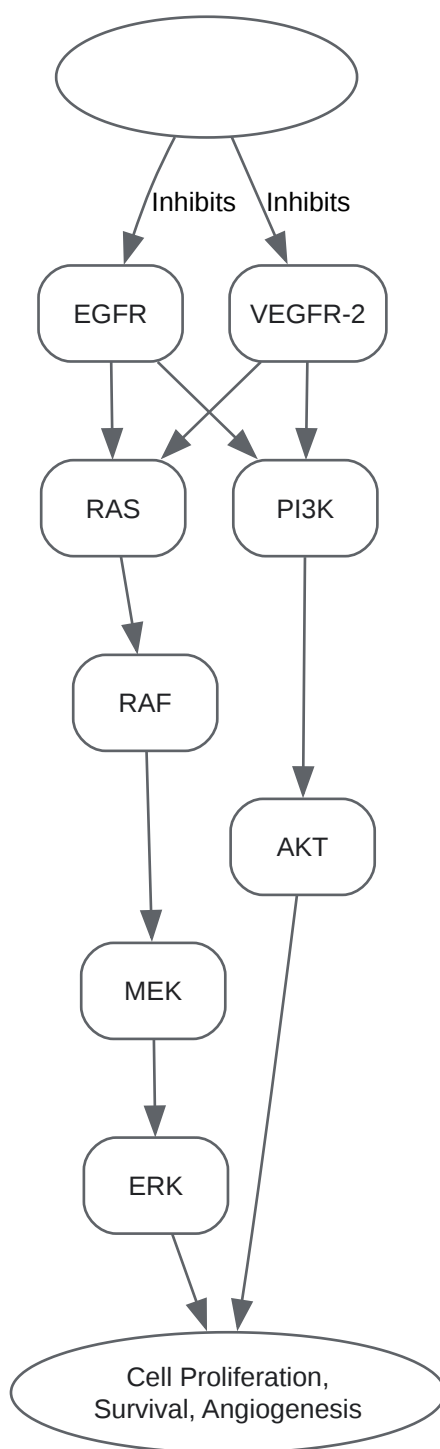 Inhibits
Inhibits
EGFR
VEGFR-2
RAS
PI3K
RAF
AKT
MEK
ERK
Cell Proliferation,
Survival, Angiogenesis